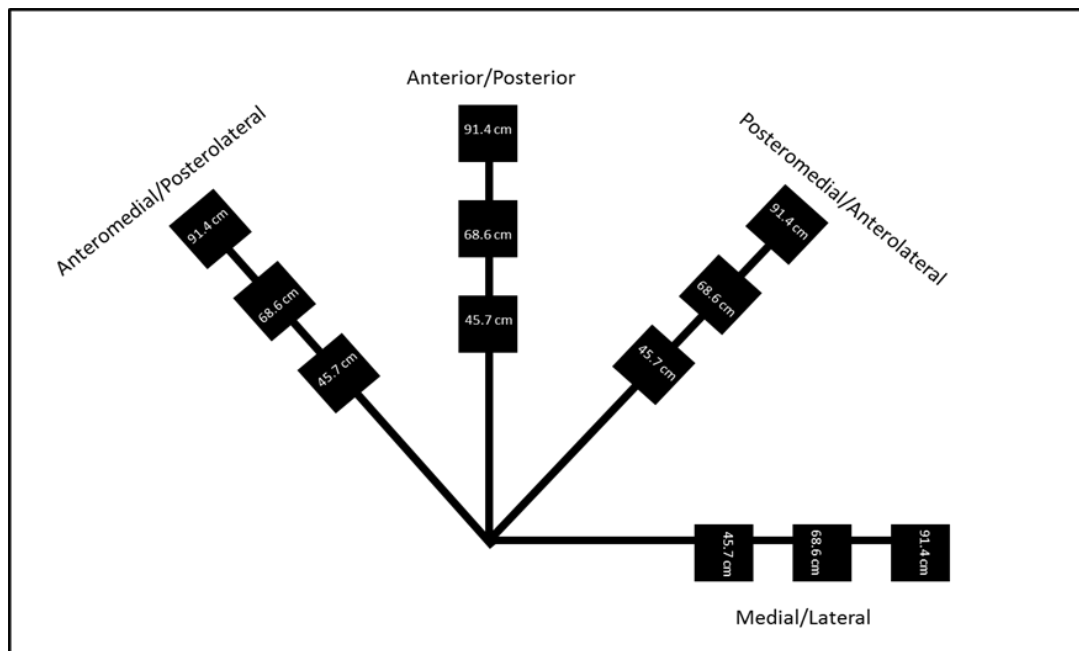 Anterior/Posterior
91.4 cm
68.6 cm
45.7 cm
Anteromedial/Posterolateral
91.4 cm
68.6 cm
45.7 cm
Posteromedial/Anterolateral
91.4 cm
68.6 cm
45.7 cm
45.7 cm
68.6 cm
91.4 cm
Medial/Lateral